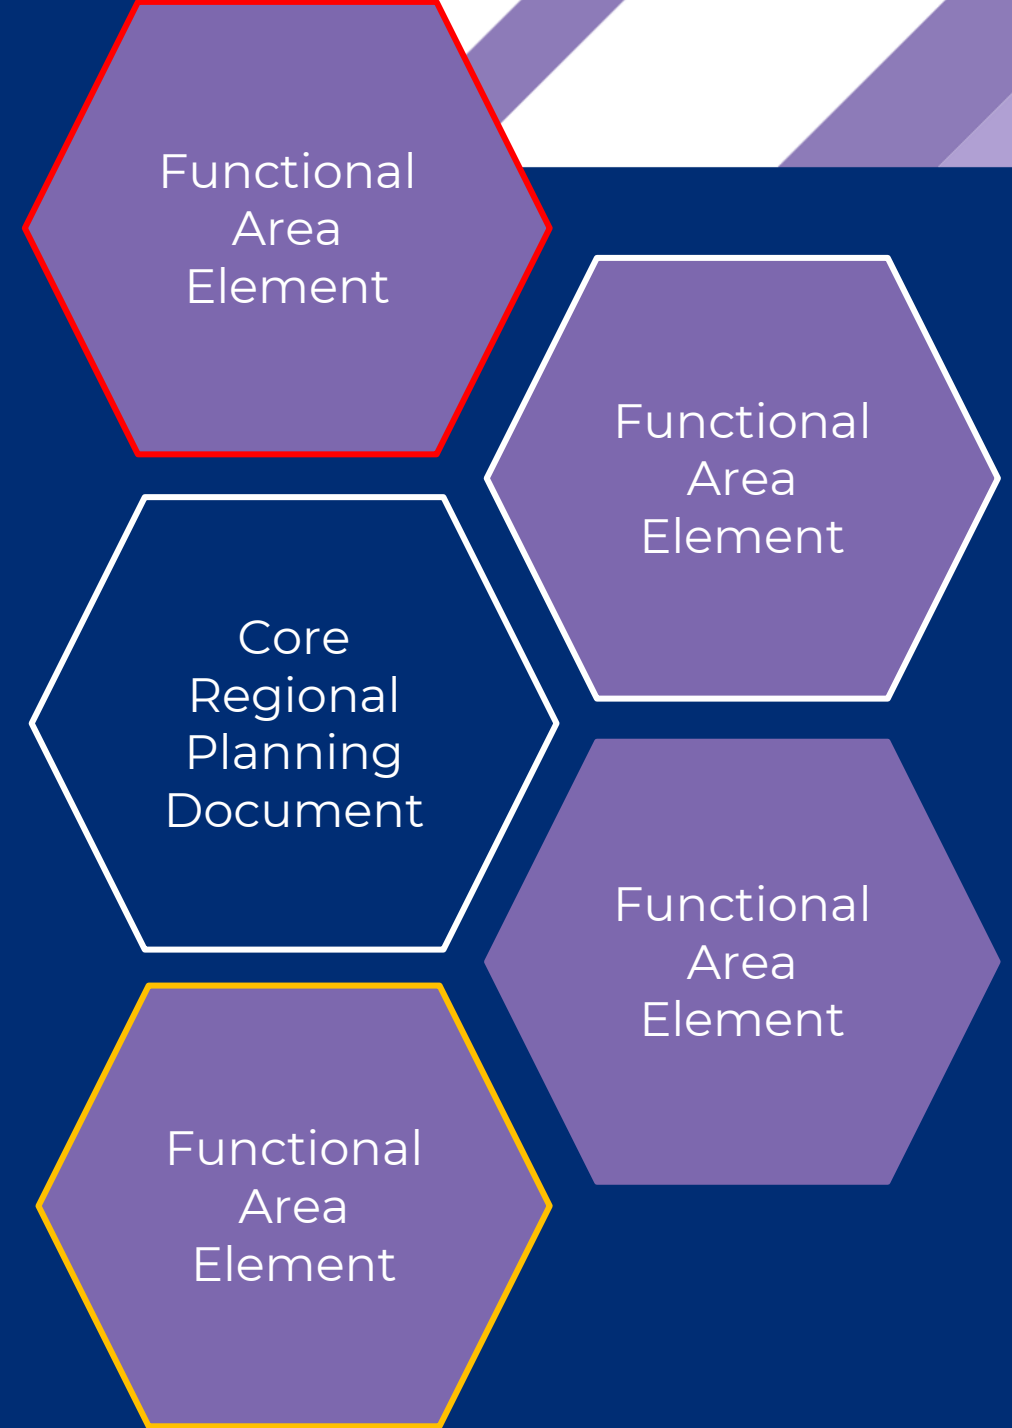 Functional
Area
Element
Functional
Area
Element
Core
Regional
Planning
Document
Functional
Area
Element
Functional
Area
Element